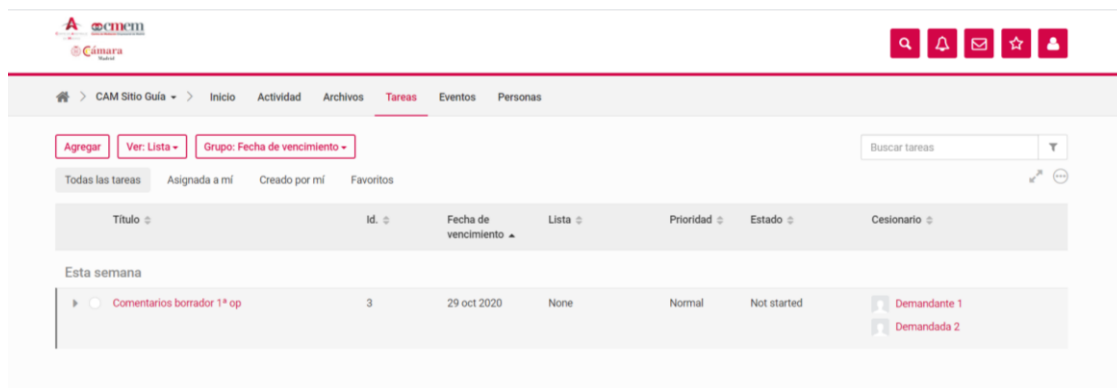 A cemem
Cámara
Madrid
CAM Sitio Guía Inicio Actividad Archivos Tareas Eventos Personas
Agregar Ver: Lista Grupo: Fecha de vencimiento Buscar tareas
Todas las tareas Asignada a mí Creado por mí Favoritos
Título Id. Fecha de vencimiento Lista Prioridad Estado Cesionario
Esta semana
Comentarios borrador 1ª op 3 29 oct 2020 None Normal Not started Demandante 1
Demandada 2